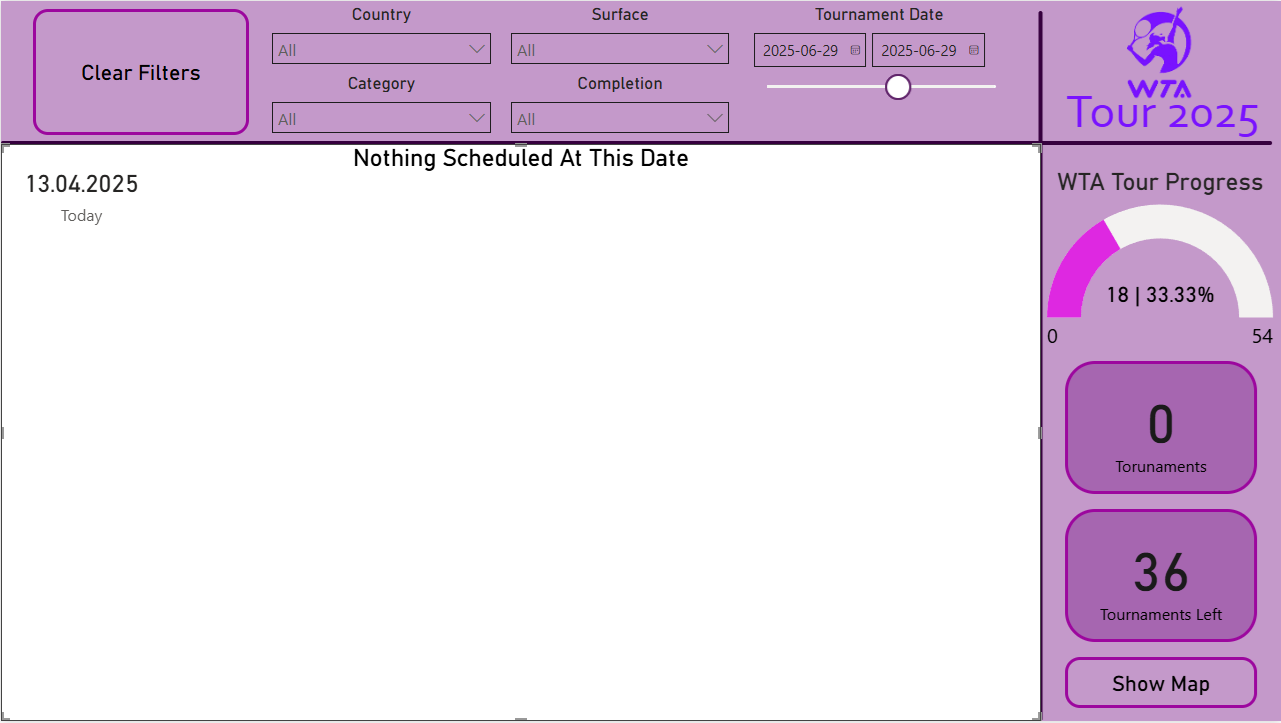 Clear Filters
Country
All
Surface
All
Tournament Date
2025-06-29
2025-06-29
Category
All
Completion
All
WTA
Tour 2025
Nothing Scheduled At This Date
13.04.2025
Today
WTA Tour Progress
18 | 33.33%
0
54
0
Torunaments
36
Tournaments Left
Show Map